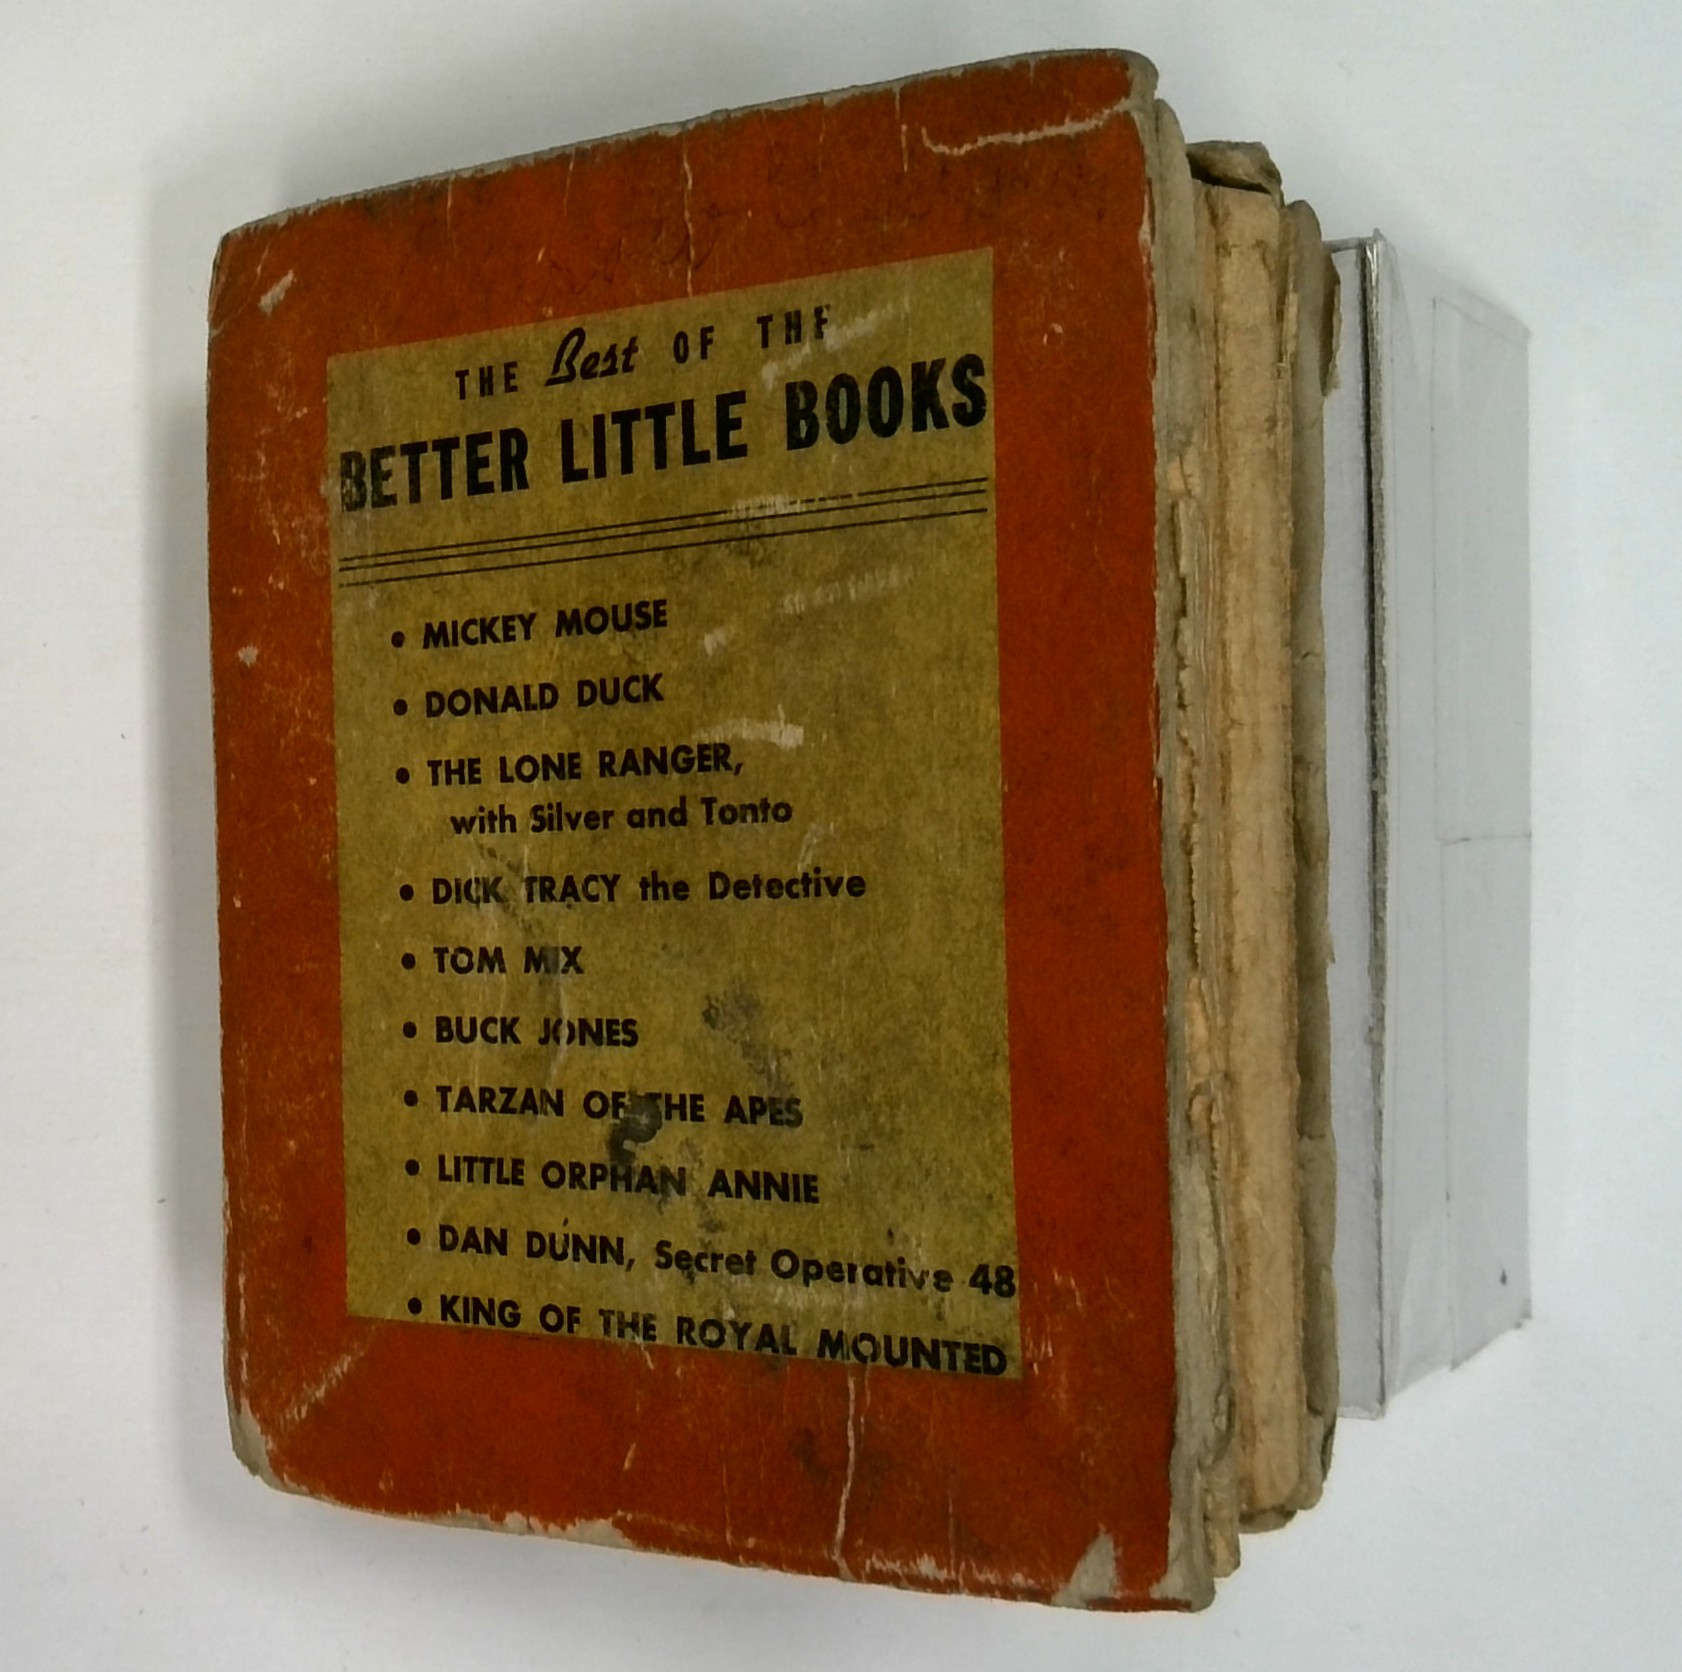 THE Best OF THE
BETTER LITTLE BOOKS
• MICKEY MOUSE
• DONALD DUCK
• THE LONE RANGER,
with Silver and Tonto
• DICK TRACY the Detective
• TOM MIX
• BUCK JONES
• TARZAN OF THE APES
• LITTLE ORPHAN ANNIE
• DAN DUNN, Secret Operative 48
• KING OF THE ROYAL MOUNTED